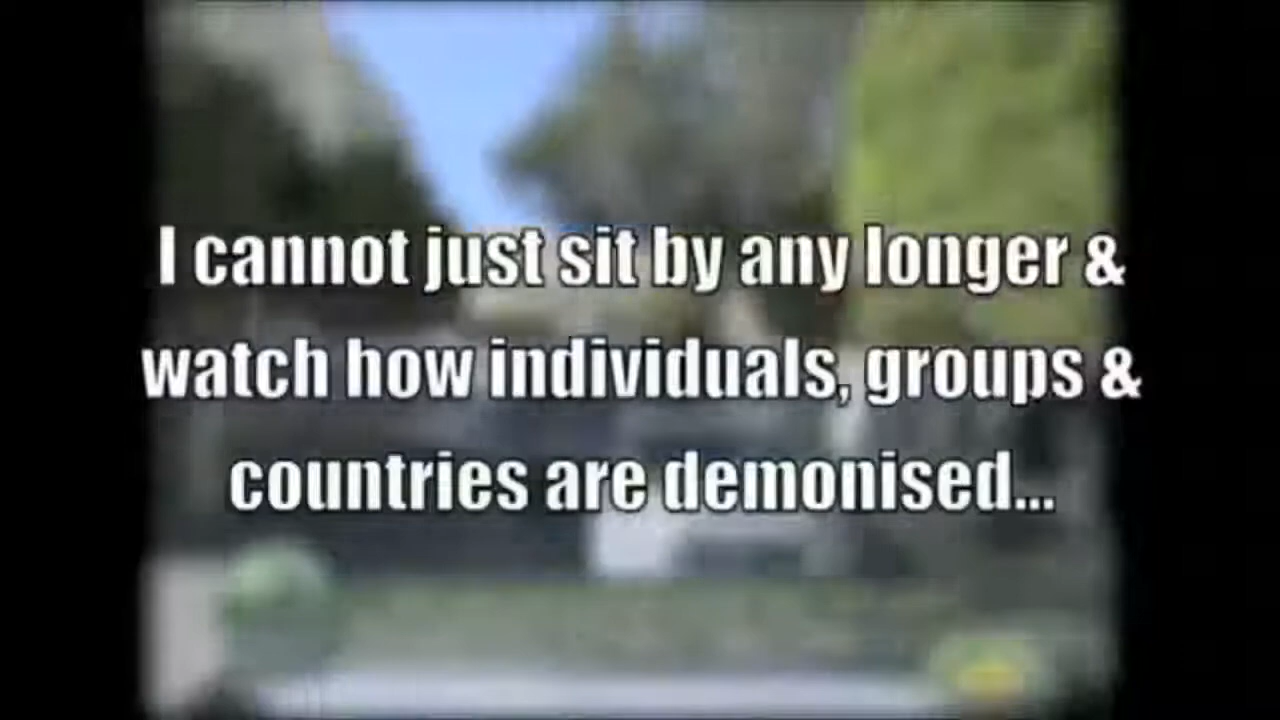 I cannot just sit by any longer &
watch how individuals, groups &
countries are demonised...